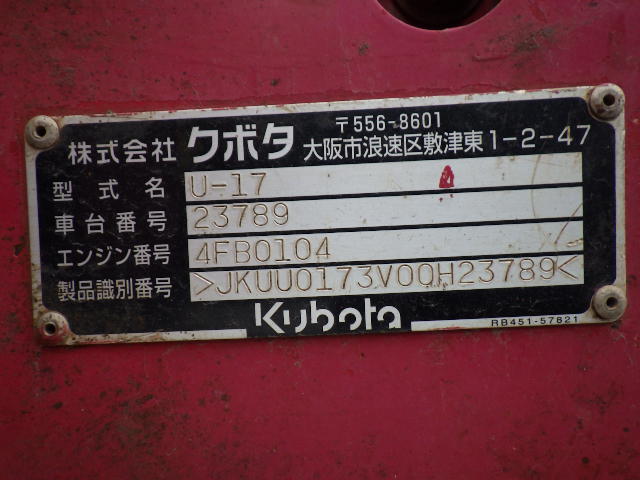 〒556-8601
株式会社 クボタ 大阪市浪速区敷津東1-2-47
型式名 U-17
車台番号 23789
エンジン番号 4FB0104
製品識別番号 >JKUU0173V00H23789<
Kubota
RB451-57621